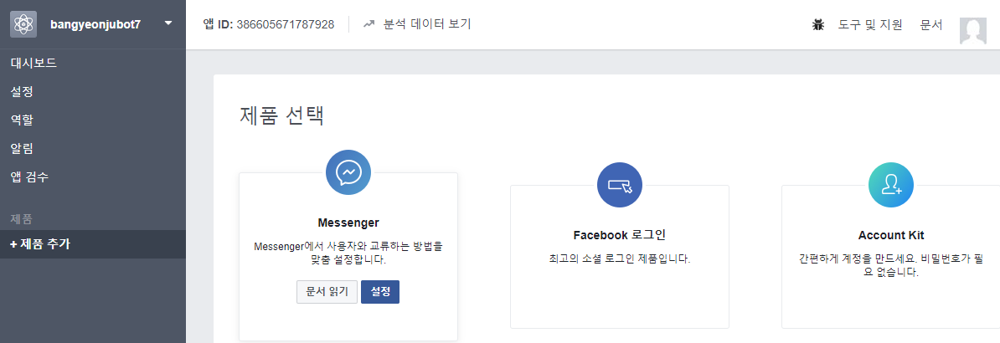 bangyeonjubot7
앱 ID: 386605671787928 분석 데이터 보기 도구 및 지원 문서
대시보드
설정
역할
알림
앱 검수
제품
+ 제품 추가
제품 선택
Messenger
Messenger에서 사용자와 교류하는 방법을
맞춤 설정합니다.
문서 읽기 설정
Facebook 로그인
최고의 소셜 로그인 제품입니다.
Account Kit
간편하게 계정을 만드세요. 비밀번호가 필
요 없습니다.